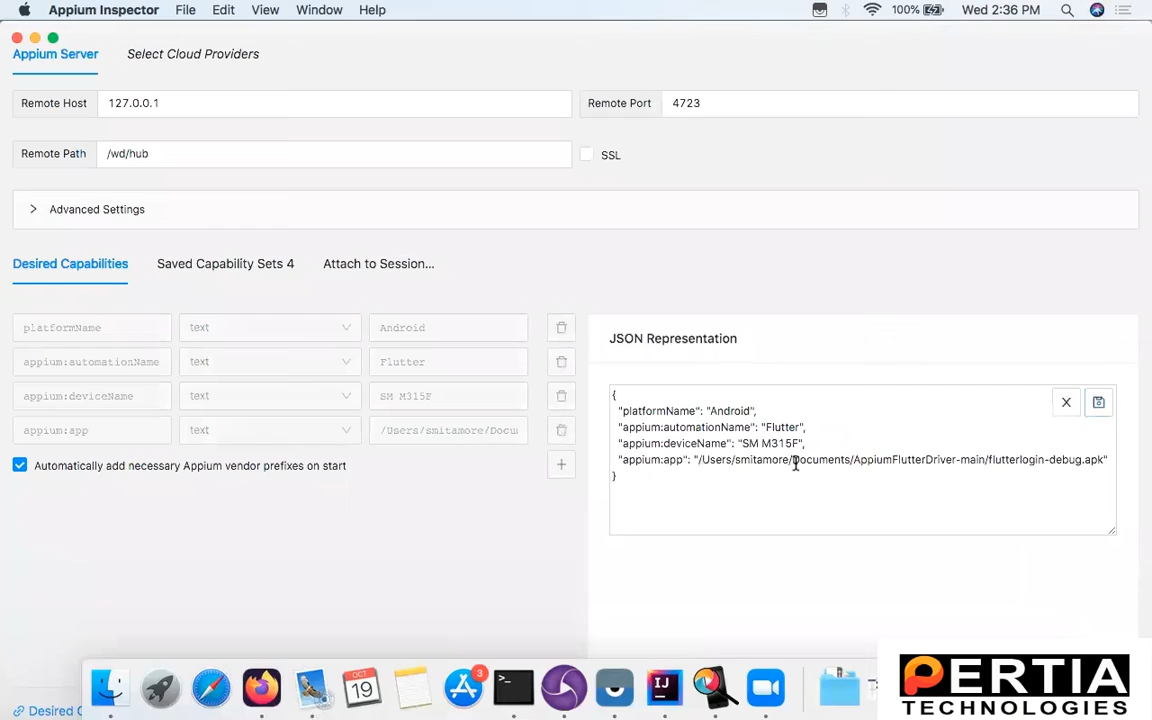 Appium Inspector File Edit View Window Help 100% Wed 2:36 PM
Appium Server Select Cloud Providers
Remote Host 127.0.0.1 Remote Port 4723
Remote Path /wd/hub SSL
Advanced Settings
Desired Capabilities Saved Capability Sets 4 Attach to Session...
platformName text Android
appium:automationName text Flutter
appium:deviceName text SM M315F
appium:app text /Users/smitamore/Docu
Automatically add necessary Appium vendor prefixes on start
JSON Representation
{
"platformName": "Android",
"appium:automationName": "Flutter",
"appium:deviceName": "SM M315F",
"appium:app": "/Users/smitamore/Documents/AppiumFlutterDriver-main/flutterlogin-debug.apk"
}
3
OCT
19
IJ
Desired C
PERTIA
TECHNOLOGIES